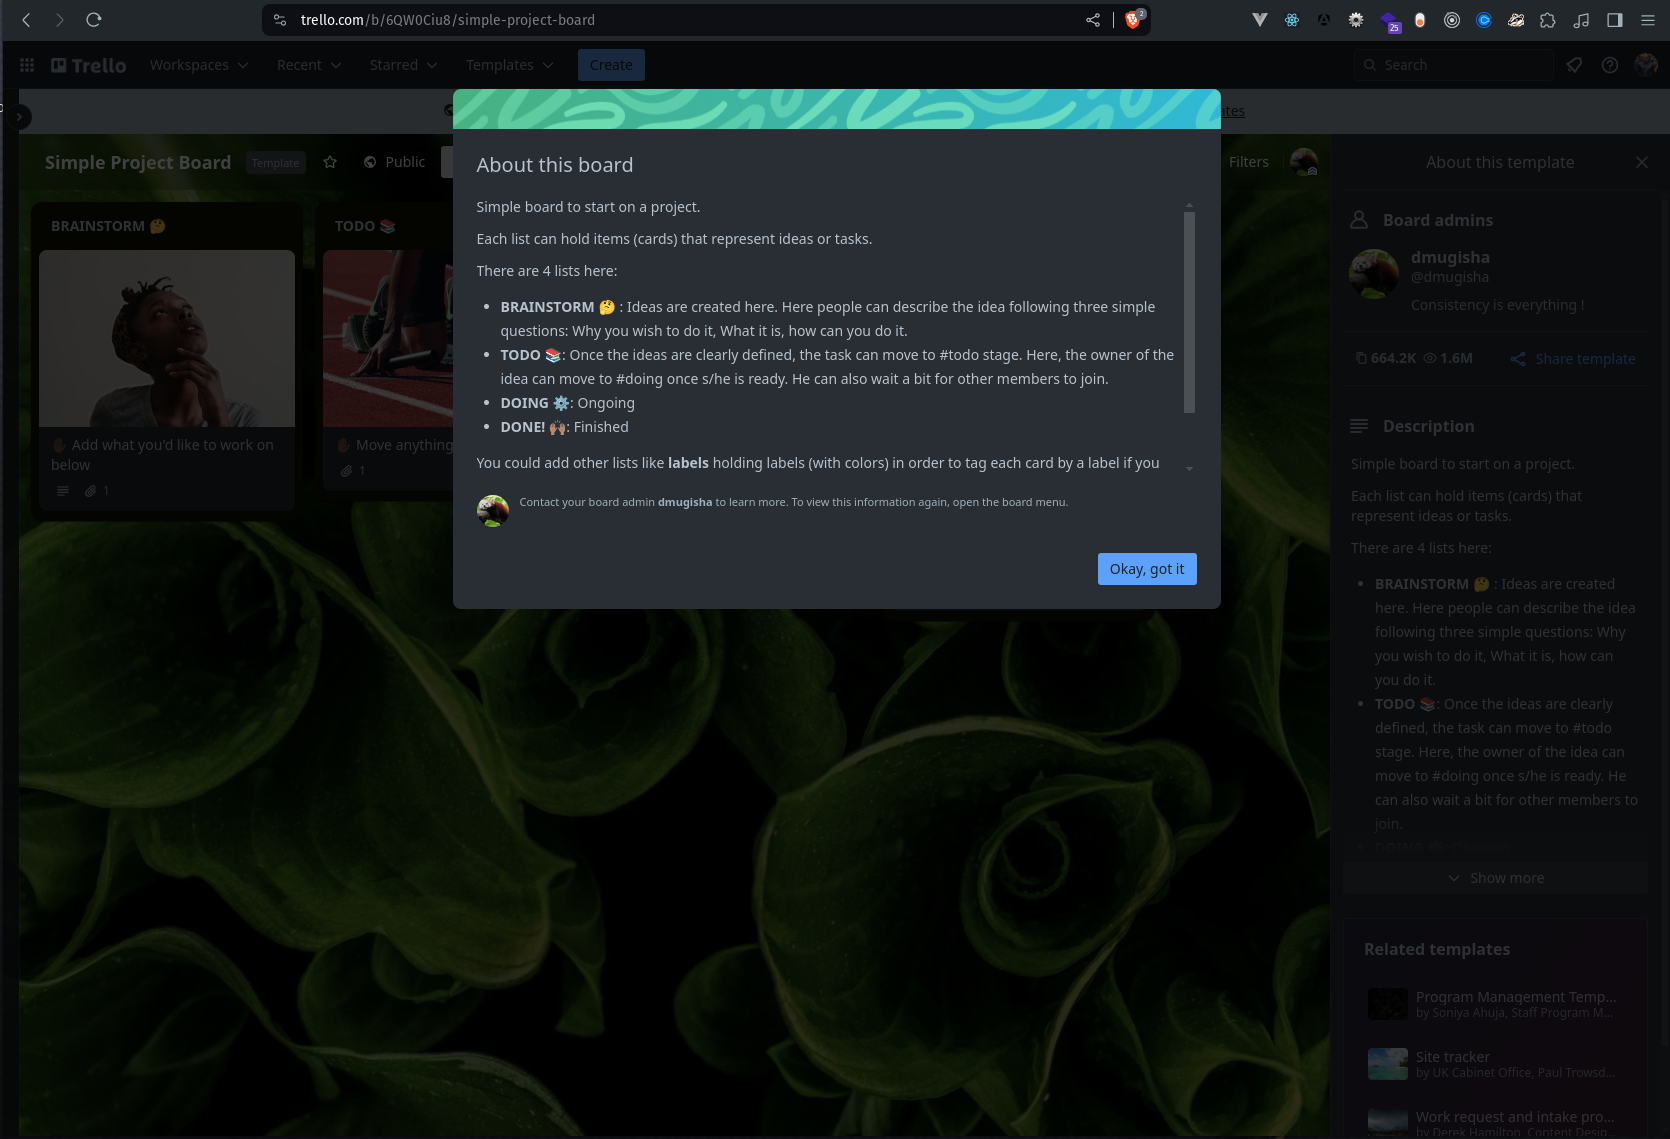 trello.com/b/6QW0Ciu8/simple-project-board
2
25
Trello
Workspaces
Recent
Starred
Templates
Create
Search
ates
Simple Project Board
Template
Public
Filters
BRAINSTORM 🤔
✋🏿 Add what you'd like to work on
below
1
TODO 📚
✋🏿 Move anything
1
About this board
Simple board to start on a project.
Each list can hold items (cards) that represent ideas or tasks.
There are 4 lists here:
• BRAINSTORM 🤔 : Ideas are created here. Here people can describe the idea following three simple
questions: Why you wish to do it, What it is, how can you do it.
• TODO 📚: Once the ideas are clearly defined, the task can move to #todo stage. Here, the owner of the
idea can move to #doing once s/he is ready. He can also wait a bit for other members to join.
• DOING ⚙️: Ongoing
• DONE! 🙌🏽: Finished
You could add other lists like labels holding labels (with colors) in order to tag each card by a label if you
Contact your board admin dmugisha to learn more. To view this information again, open the board menu.
Okay, got it
About this template
Board admins
dmugisha
@dmugisha
Consistency is everything !
664.2K 1.6M
Share template
Description
Simple board to start on a project.
Each list can hold items (cards) that
represent ideas or tasks.
There are 4 lists here:
• BRAINSTORM 🤔 : Ideas are created
here. Here people can describe the idea
following three simple questions: Why
you wish to do it, What it is, how can
you do it.
• TODO 📚: Once the ideas are clearly
defined, the task can move to #todo
stage. Here, the owner of the idea can
move to #doing once s/he is ready. He
can also wait a bit for other members to
join.
Show more
Related templates
Program Management Temp...
by Soniya Ahuja, Staff Program M...
Site tracker
by UK Cabinet Office, Paul Trowsd...
Work request and intake pro...
by Derek Hamilton, Content Desig...